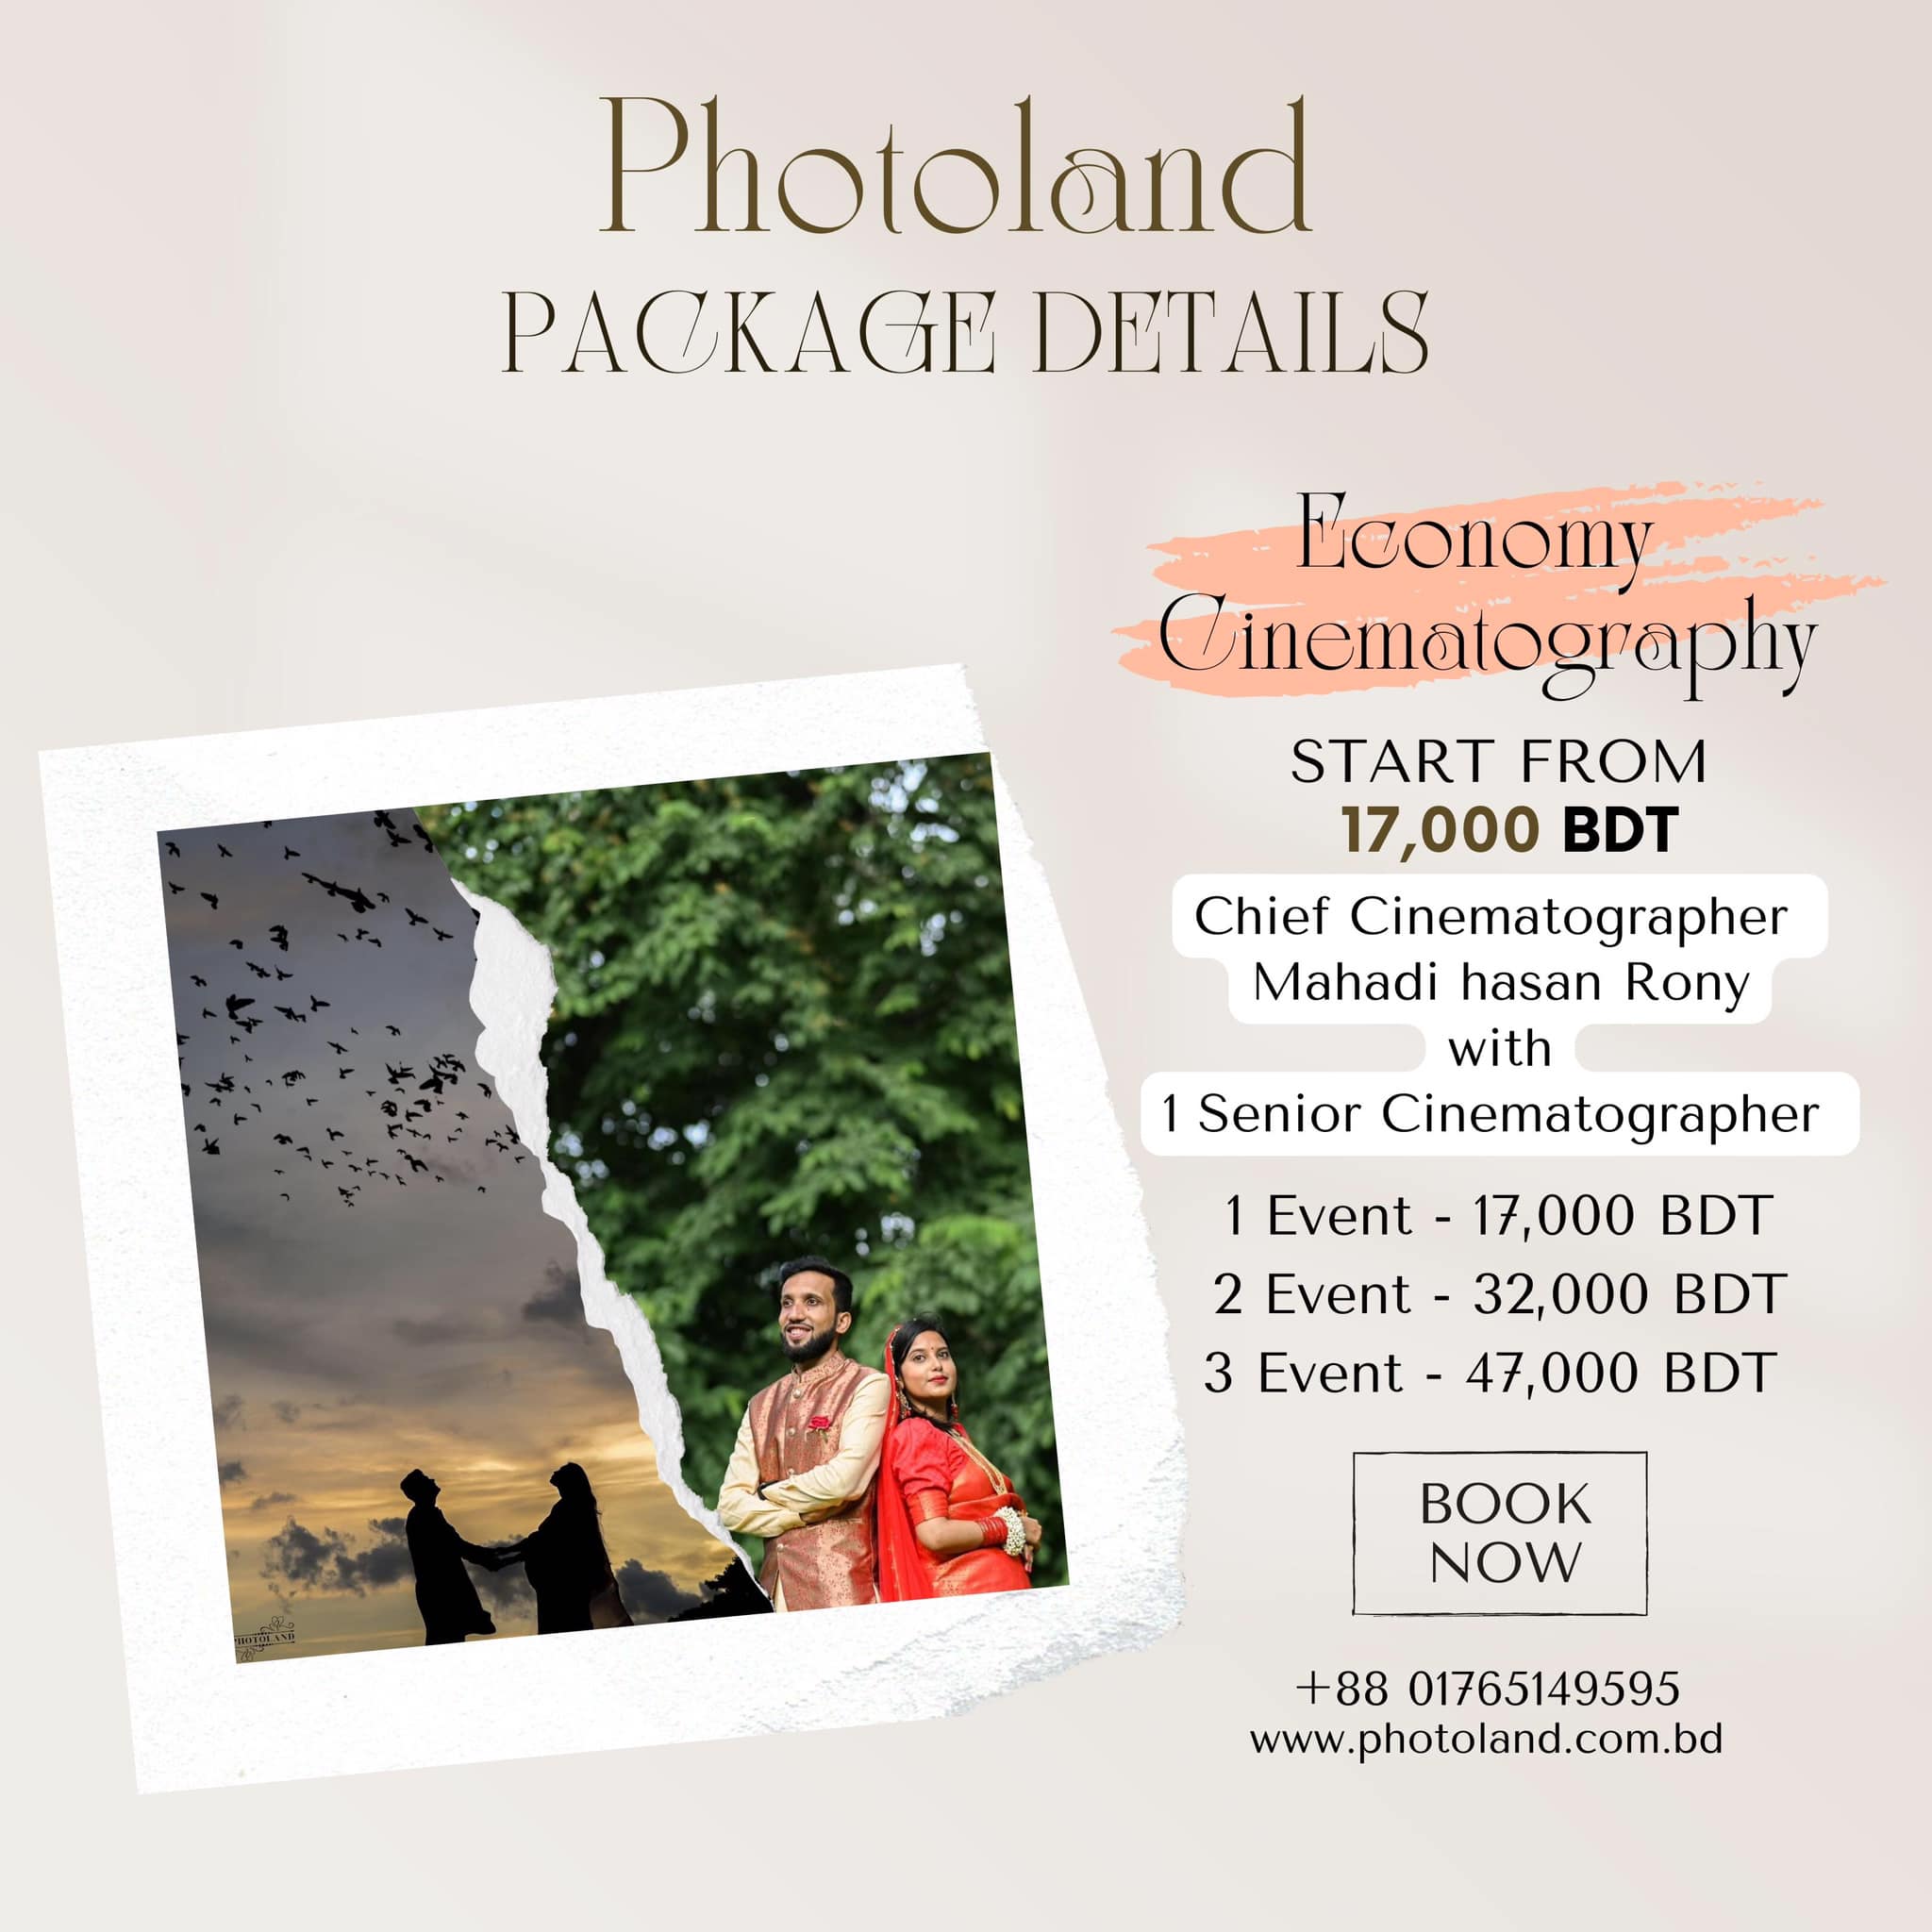 Photoland
PACKAGE DETAILS
Economy
Cinematography
START FROM
17,000 BDT
Chief Cinematographer
Mahadi hasan Rony
with
1 Senior Cinematographer
1 Event - 17,000 BDT
2 Event - 32,000 BDT
3 Event - 47,000 BDT
BOOK
NOW
+88 01765149595
www.photoland.com.bd
PHOTOLAND